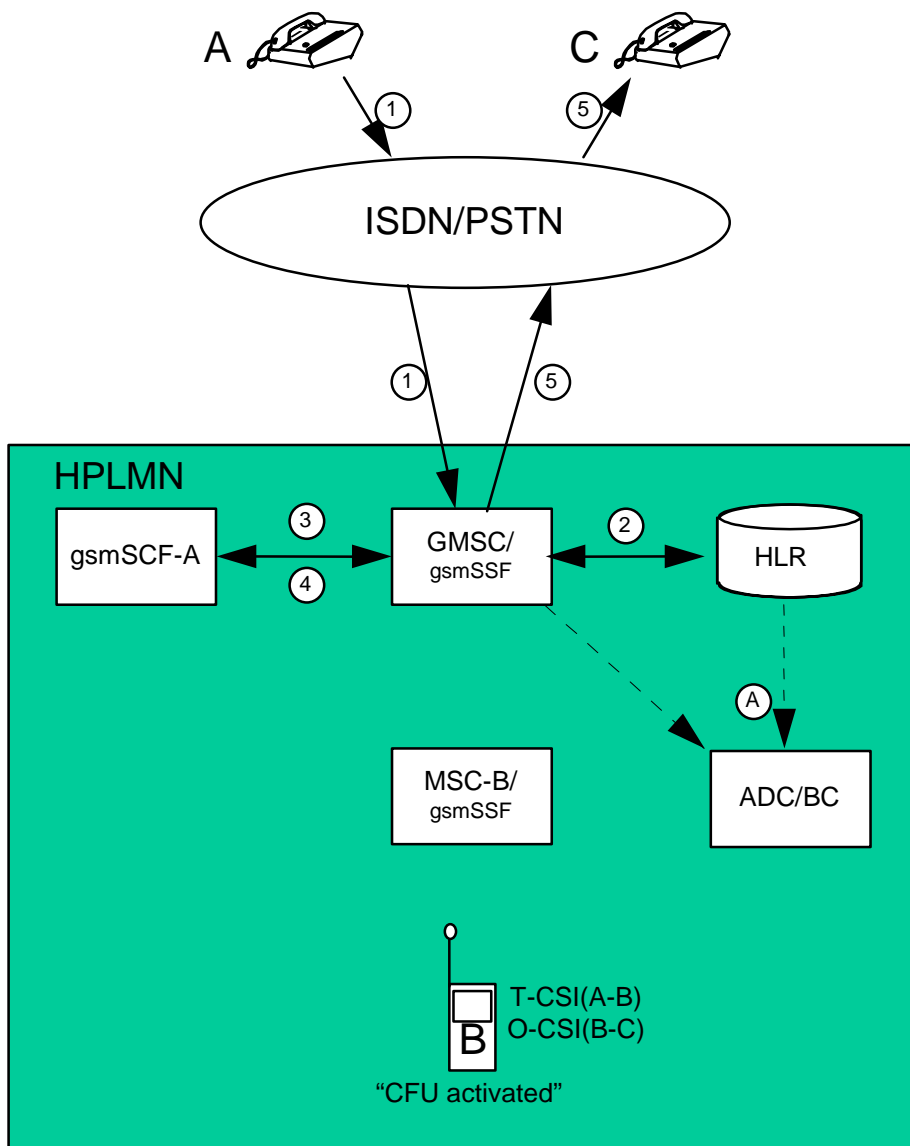 A
C
1
5
ISDN/PSTN
1
5
HPLMN
gsmSCF-A
3
4
GMSC/
gsmSSF
2
HLR
A
MSC-B/
gsmSSF
ADC/BC
T-CSI(A-B)
O-CSI(B-C)
B
“CFU activated”